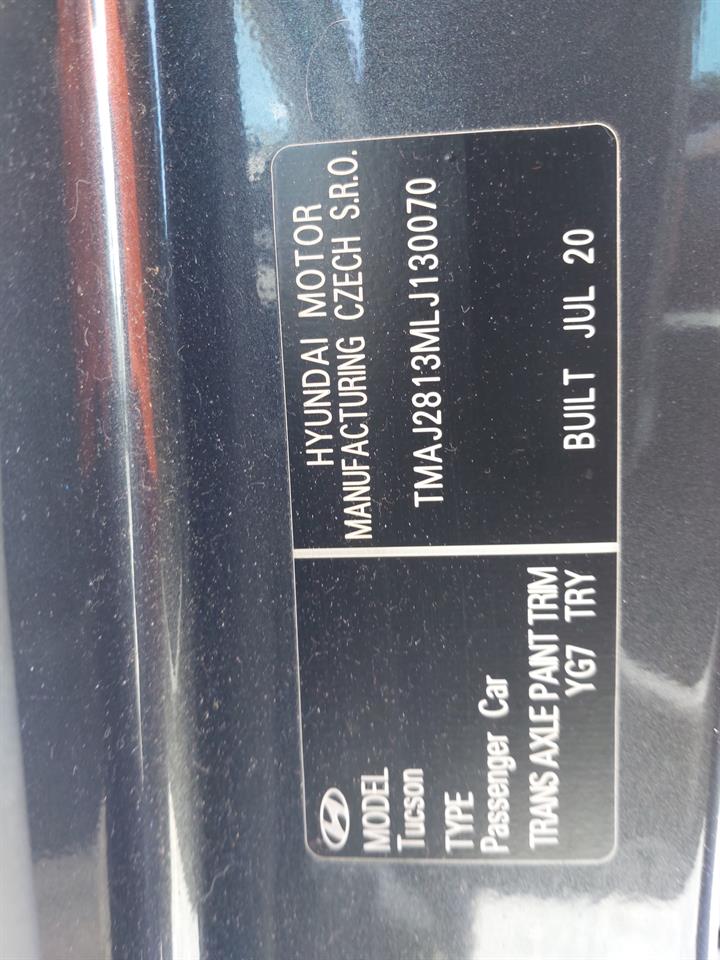 MODEL
Tucson
TYPE
Passenger Car
TRANS AXLE PAINT TRIM
YG7 TRY
HYUNDAI MOTOR
MANUFACTURING CZECH S.R.O.
TMAJ2813MLJ130070
BUILT JUL 20